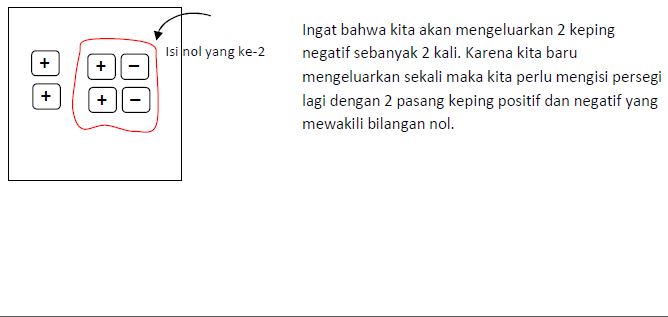 + + −
+ + −
Isi nol yang ke-2
Ingat bahwa kita akan mengeluarkan 2 keping
negatif sebanyak 2 kali. Karena kita baru
mengeluarkan sekali maka kita perlu mengisi persegi
lagi dengan 2 pasang keping positif dan negatif yang
mewakili bilangan nol.